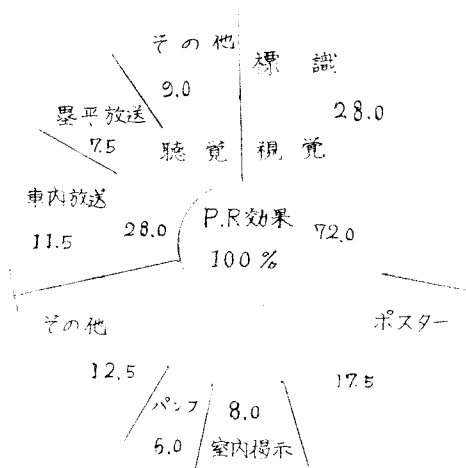 その他
9.0
標識
28.0
塁平放送
7.5
聴覚
視覚
車内放送
11.5
28.0
P.R効果
100%
72.0
その他
12.5
ポスター
17.5
パンフ
6.0
8.0
室内掲示